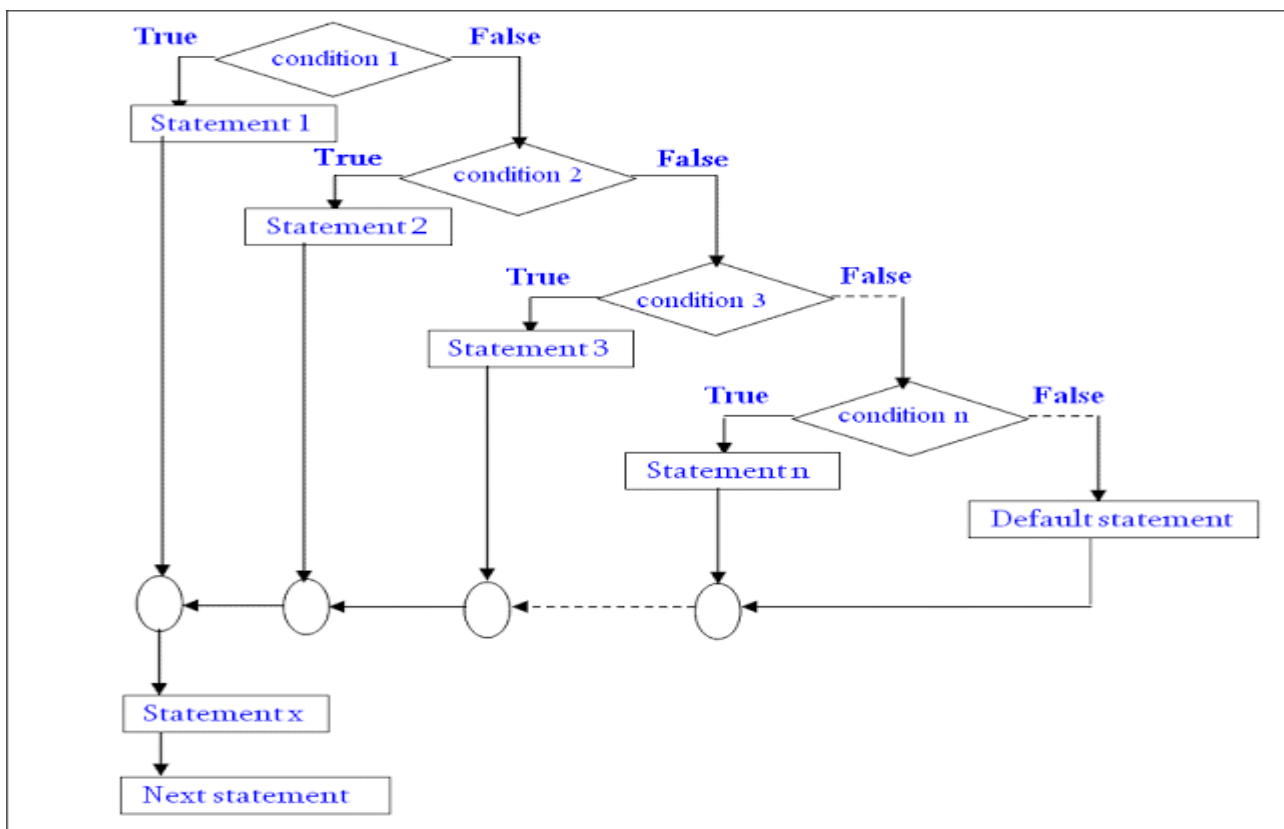 True
False
condition 1
Statement 1
True
False
condition 2
Statement 2
True
False
condition 3
Statement 3
True
False
condition n
Statement n
Default statement
Statement x
Next statement